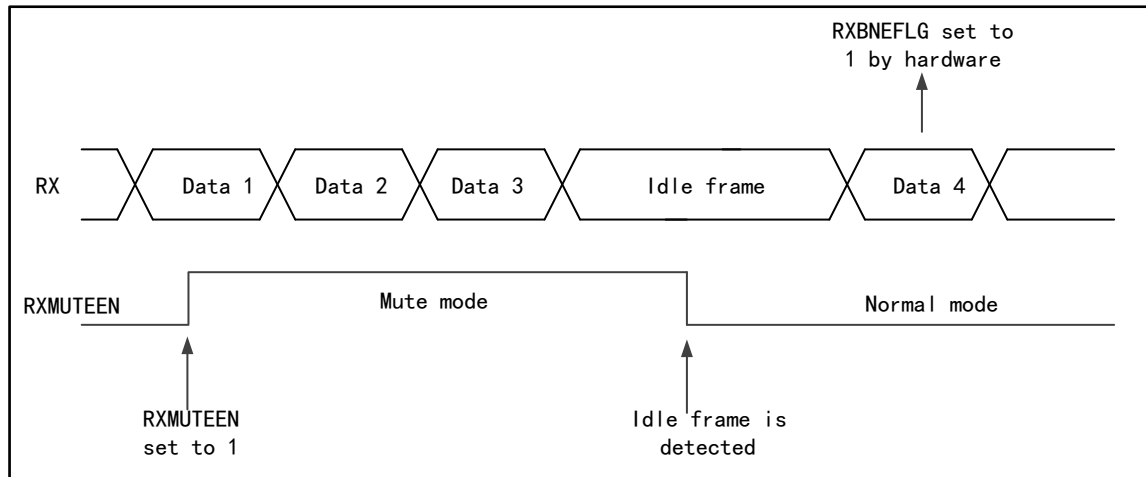 RXBNEFLG set to
1 by hardware
RX
Data 1
Data 2
Data 3
Idle frame
Data 4
RXMUTEEN
Mute mode
Normal mode
RXMUTEEN
set to 1
Idle frame is
detected